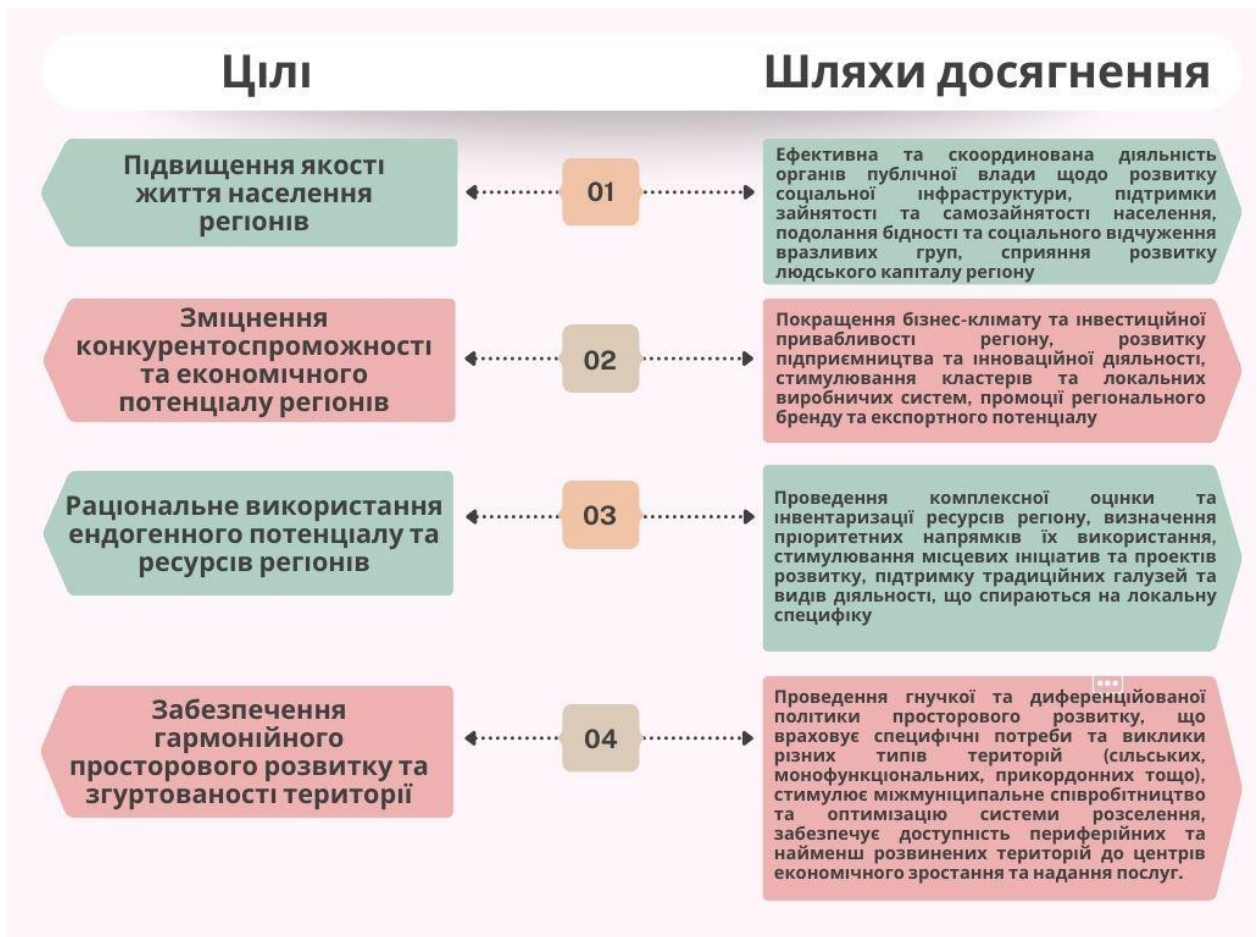 Цілі
Шляхи досягнення
Підвищення якості
життя населення
регіонів
01
Ефективна та скоординована діяльність
органів публічної влади щодо розвитку
соціальної інфраструктури, підтримки
зайнятості та самозайнятості населення,
подолання бідності та соціального відчуження
вразливих груп, сприяння розвитку
людського капіталу регіону
Зміцнення
конкурентоспроможності
та економічного
потенціалу регіонів
02
Покращення бізнес-клімату та інвестиційної
привабливості регіону, розвитку
підприємництва та інноваційної діяльності,
стимулювання кластерів та локальних
виробничих систем, промоції регіонального
бренду та експортного потенціалу
Раціональне використання
ендогенного потенціалу та
ресурсів регіонів
03
Проведення комплексної оцінки та
інвентаризації ресурсів регіону, визначення
пріоритетних напрямків їх використання,
стимулювання місцевих ініціатив та проектів
розвитку, підтримку традиційних галузей та
видів діяльності, що спираються на локальну
специфіку
Забезпечення
гармонійного
просторового розвитку та
згуртованості території
04
Проведення гнучкої та диференційованої
політики просторового розвитку, що
враховує специфічні потреби та виклики
різних типів територій (сільських,
монофункціональних, прикордонних тощо),
стимулює міжмуніципальне співробітництво
та оптимізацію системи розселення,
забезпечує доступність периферійних та
найменш розвинених територій до центрів
економічного зростання та надання послуг.